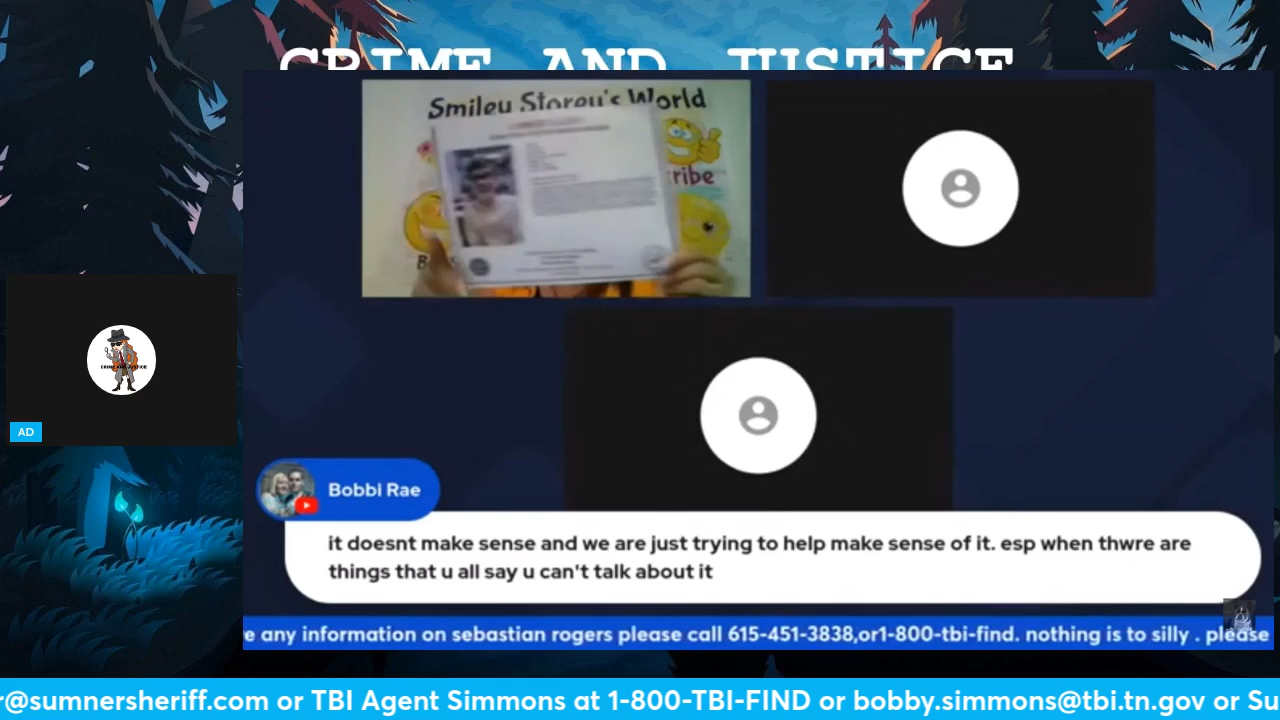 CRIME AND JUSTICE
Smiley Storey's World
ribe
CRIME AND JUSTICE
AD
Bobbi Rae
it doesnt make sense and we are just trying to help make sense of it. esp when thwre are
things that u all say u can't talk about it
e any information on sebastian rogers please call 615-451-3838,or1-800-tbi-find. nothing is to silly . please
r@sumnersheriff.com or TBI Agent Simmons at 1-800-TBI-FIND or bobby.simmons@tbi.tn.gov or Su